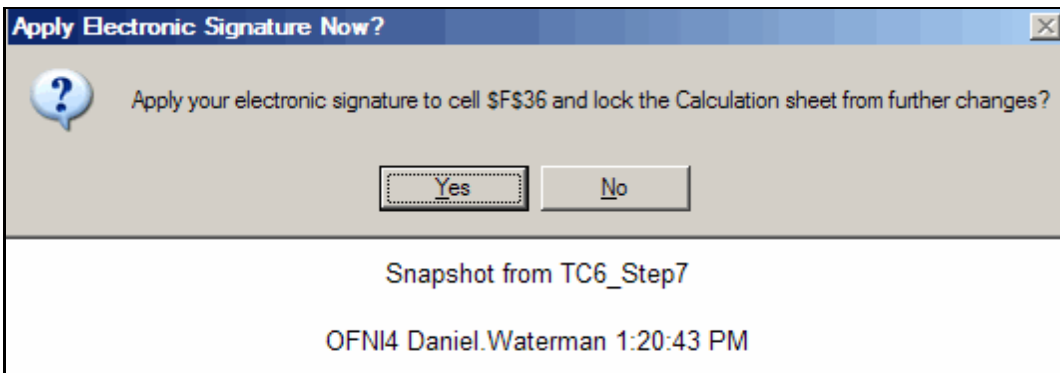 Apply Electronic Signature Now?
Apply your electronic signature to cell $F$36 and lock the Calculation sheet from further changes?
Yes
No
Snapshot from TC6_Step7
OFNI4 Daniel.Waterman 1:20:43 PM